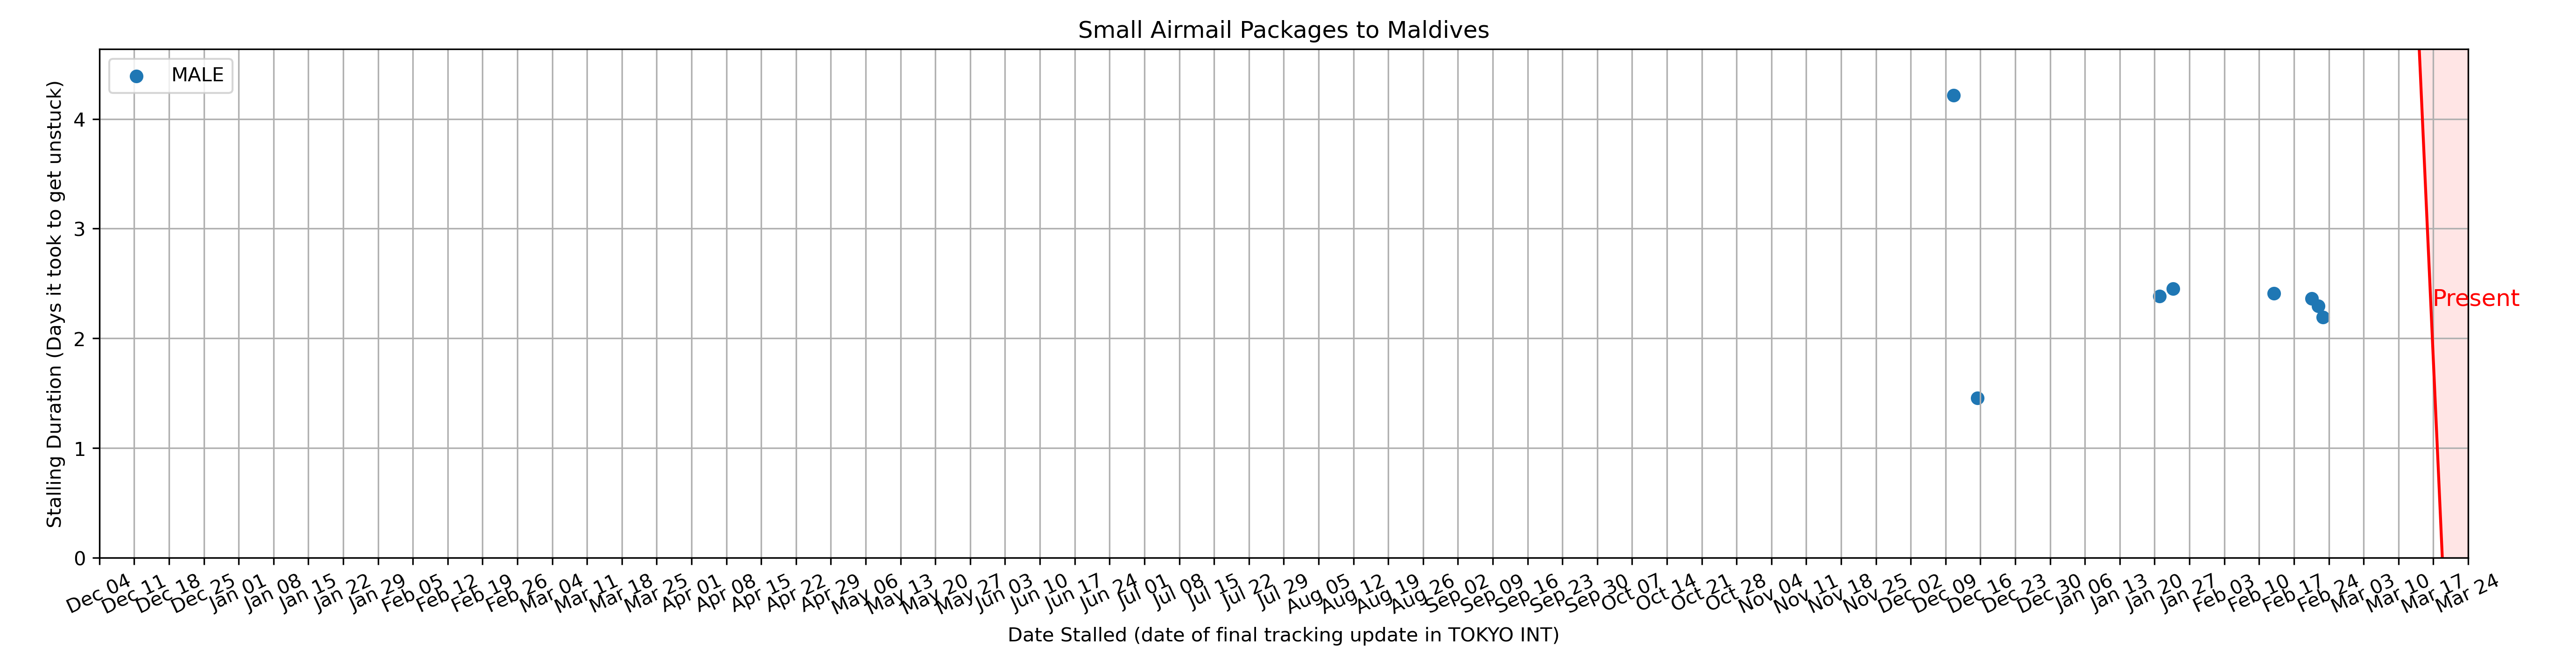 Small Airmail Packages to Maldives
MALE
Stalling Duration (Days it took to get unstuck)
4
3
2
1
0
Present
Dec 04 Dec 11 Dec 18 Dec 25 Jan 01 Jan 08 Jan 15 Jan 22 Jan 29 Feb 05 Feb 12 Feb 19 Feb 26 Mar 04 Mar 11 Mar 18 Mar 25 Apr 01 Apr 08 Apr 15 Apr 22 Apr 29 May 06 May 13 May 20 May 27 Jun 03 Jun 10 Jun 17 Jun 24 Jul 01 Jul 08 Jul 15 Jul 22 Jul 29 Aug 05 Aug 12 Aug 19 Aug 26 Sep 02 Sep 09 Sep 16 Sep 23 Sep 30 Oct 07 Oct 14 Oct 21 Oct 28 Nov 04 Nov 11 Nov 18 Nov 25 Dec 02 Dec 09 Dec 16 Dec 23 Dec 30 Jan 06 Jan 13 Jan 20 Jan 27 Feb 03 Feb 10 Feb 17 Feb 24 Mar 03 Mar 10 Mar 17 Mar 24
Date Stalled (date of final tracking update in TOKYO INT)